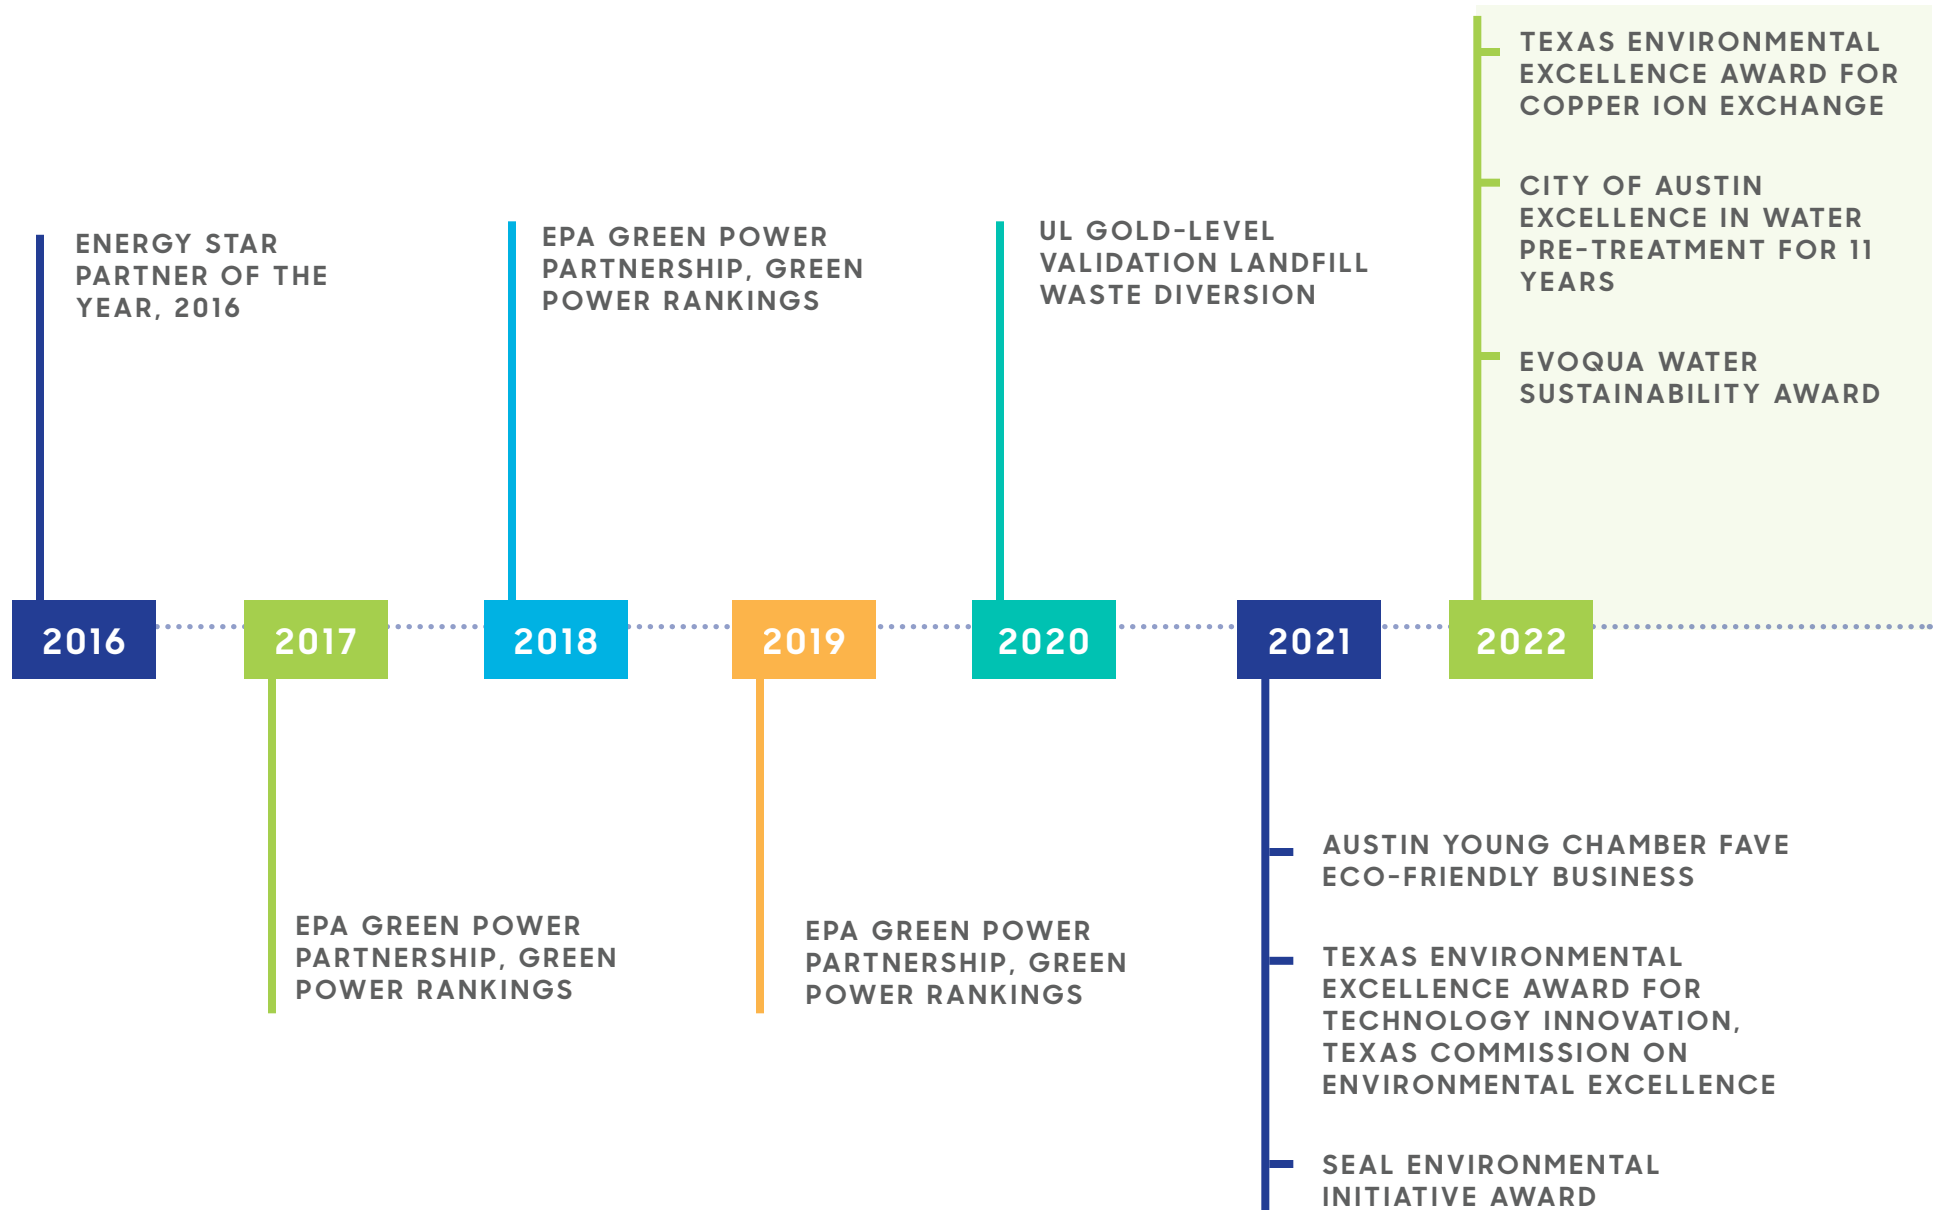 TEXAS ENVIRONMENTAL
EXCELLENCE AWARD FOR
COPPER ION EXCHANGE
CITY OF AUSTIN
EXCELLENCE IN WATER
PRE-TREATMENT FOR 11
YEARS
EVOQUA WATER
SUSTAINABILITY AWARD
ENERGY STAR
PARTNER OF THE
YEAR, 2016
EPA GREEN POWER
PARTNERSHIP, GREEN
POWER RANKINGS
UL GOLD-LEVEL
VALIDATION LANDFILL
WASTE DIVERSION
2016
2017
2018
2019
2020
2021
2022
EPA GREEN POWER
PARTNERSHIP, GREEN
POWER RANKINGS
EPA GREEN POWER
PARTNERSHIP, GREEN
POWER RANKINGS
AUSTIN YOUNG CHAMBER FAVE
ECO-FRIENDLY BUSINESS
TEXAS ENVIRONMENTAL
EXCELLENCE AWARD FOR
TECHNOLOGY INNOVATION,
TEXAS COMMISSION ON
ENVIRONMENTAL EXCELLENCE
SEAL ENVIRONMENTAL
INITIATIVE AWARD